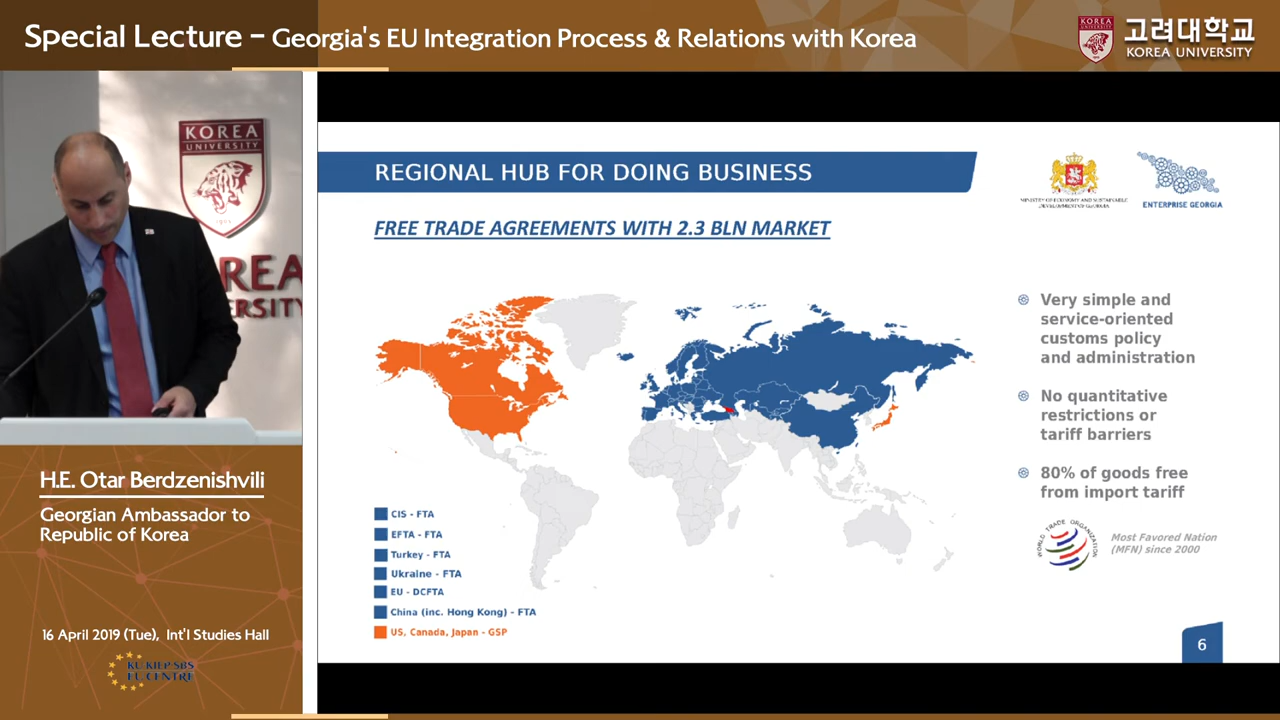 Special Lecture - Georgia's EU Integration Process & Relations with Korea
KOREA
UNIVERSITY
고려대학교
KOREA UNIVERSITY
KOREA
UNIVERSITY
REA
ERSITY
H.E. Otar Berdzenishvili
Georgian Ambassador to
Republic of Korea
16 April 2019 (Tue), Int'l Studies Hall
KU-KIEP-SBS
EU CENTRE
REGIONAL HUB FOR DOING BUSINESS
MINISTRY OF ECONOMY AND SUSTAINABLE
DEVELOPMENT OF GEORGIA
ENTERPRISE GEORGIA
FREE TRADE AGREEMENTS WITH 2.3 BLN MARKET
Very simple and
service-oriented
customs policy
and administration
No quantitative
restrictions or
tariff barriers
80% of goods free
from import tariff
WORLD TRADE ORGANIZATION
Most Favored Nation
(MFN) since 2000
CIS - FTA
EFTA - FTA
Turkey - FTA
Ukraine - FTA
EU - DCFTA
China (inc. Hong Kong) - FTA
US, Canada, Japan - GSP
6